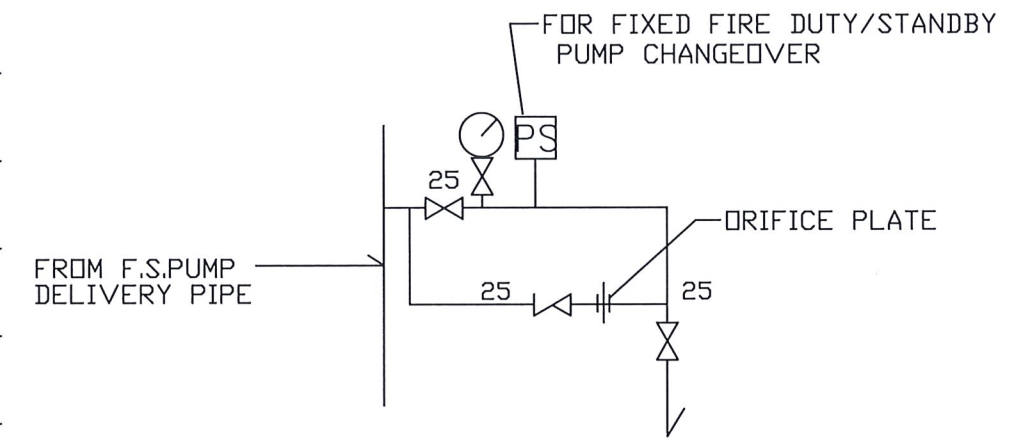 FOR FIXED FIRE DUTY/STANDBY
PUMP CHANGEOVER
PS
25
ORIFICE PLATE
FROM F.S.PUMP
DELIVERY PIPE
25
25